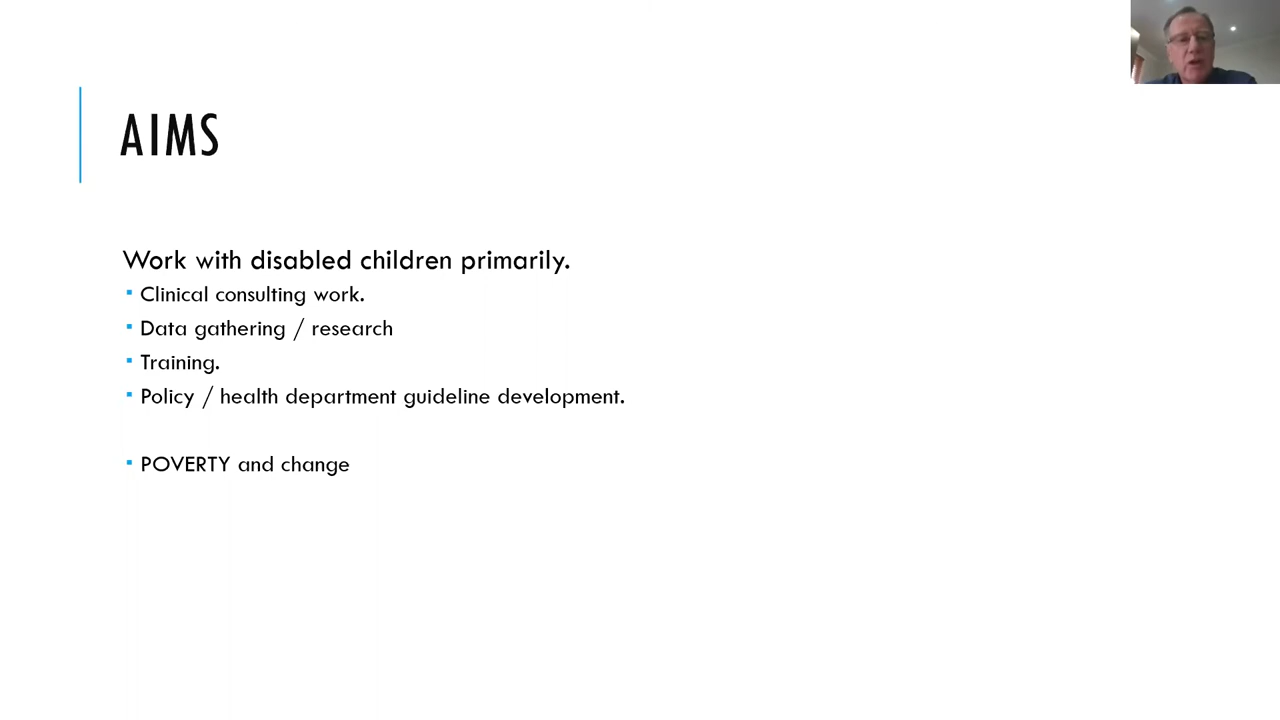 AIMS
Work with disabled children primarily.
Clinical consulting work.
Data gathering / research
Training.
Policy / health department guideline development.
POVERTY and change